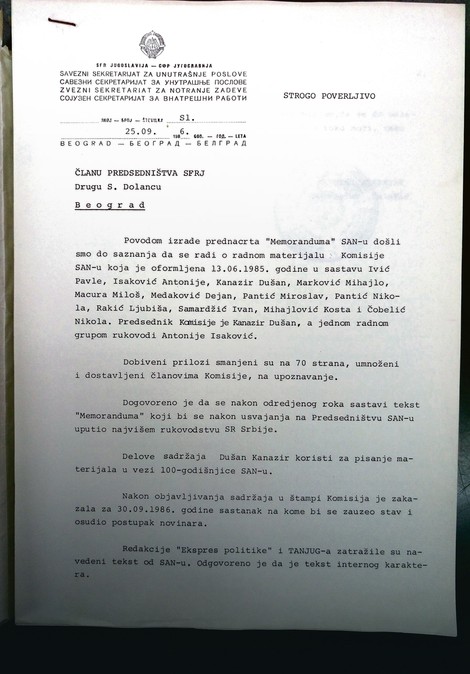 SFR JUGOSLAVIJA — СФР ЈУГОСЛАВИЈА
SAVEZNI SEKRETARIJAT ZA UNUTRAŠNJE POSLOVE
САВЕЗНИ СЕКРЕТАРИЈАТ ЗА УНУТРАШЊЕ ПОСЛОВЕ
ZVEZNI SEKRETARIAT ZA NOTRANJE ZADEVE
СОЈУЗЕН СЕКРЕТАРИЈАТ ЗА ВНАТРЕШНИ РАБОТИ
STROGO POVERLJIVO
BROJ — БРОЈ — ŠTEVILKA Sl.
25.09. 198 6. GOD. — ГОД. — LETA
BEOGRAD — БЕОГРАД — БЕЛГРАД
ČLANU PREDSEDNIŠTVA SFRJ
Drugu S. Dolancu
B e o g r a d
Povodom izrade prednacrta "Memoranduma" SAN-u došli
smo do saznanja da se radi o radnom materijalu Komisije
SAN-u koja je oformljena 13.06.1985. godine u sastavu Ivić
Pavle, Isaković Antonije, Kanazir Dušan, Marković Mihajlo,
Macura Miloš, Medaković Dejan, Pantić Miroslav, Pantić Niko-
la, Rakić Ljubiša, Samardžić Ivan, Mihajlović Kosta i Čobelić
Nikola. Predsednik Komisije je Kanazir Dušan, a jednom radnom
grupom rukovodi Antonije Isaković.
Dobiveni prilozi smanjeni su na 70 strana, umnoženi
i dostavljeni članovima Komisije, na upoznavanje.
Dogovoreno je da se nakon odredjenog roka sastavi tekst
"Memoranduma" koji bi se nakon usvajanja na Predsedništvu SAN-u
uputio najvišem rukovodstvu SR Srbije.
Delove sadržaja Dušan Kanazir koristi za pisanje ma-
terijala u vezi 100-godišnjice SAN-u.
Nakon objavljivanja sadržaja u štampi Komisija je zaka-
zala za 30.09.1986. godine sastanak na kome bi se zauzeo stav i
osudio postupak novinara.
Redakcije "Ekspres politike" i TANJUG-a zatražile su na-
vedeni tekst od SAN-u. Odgovoreno je da je tekst internog karakte-
ra.